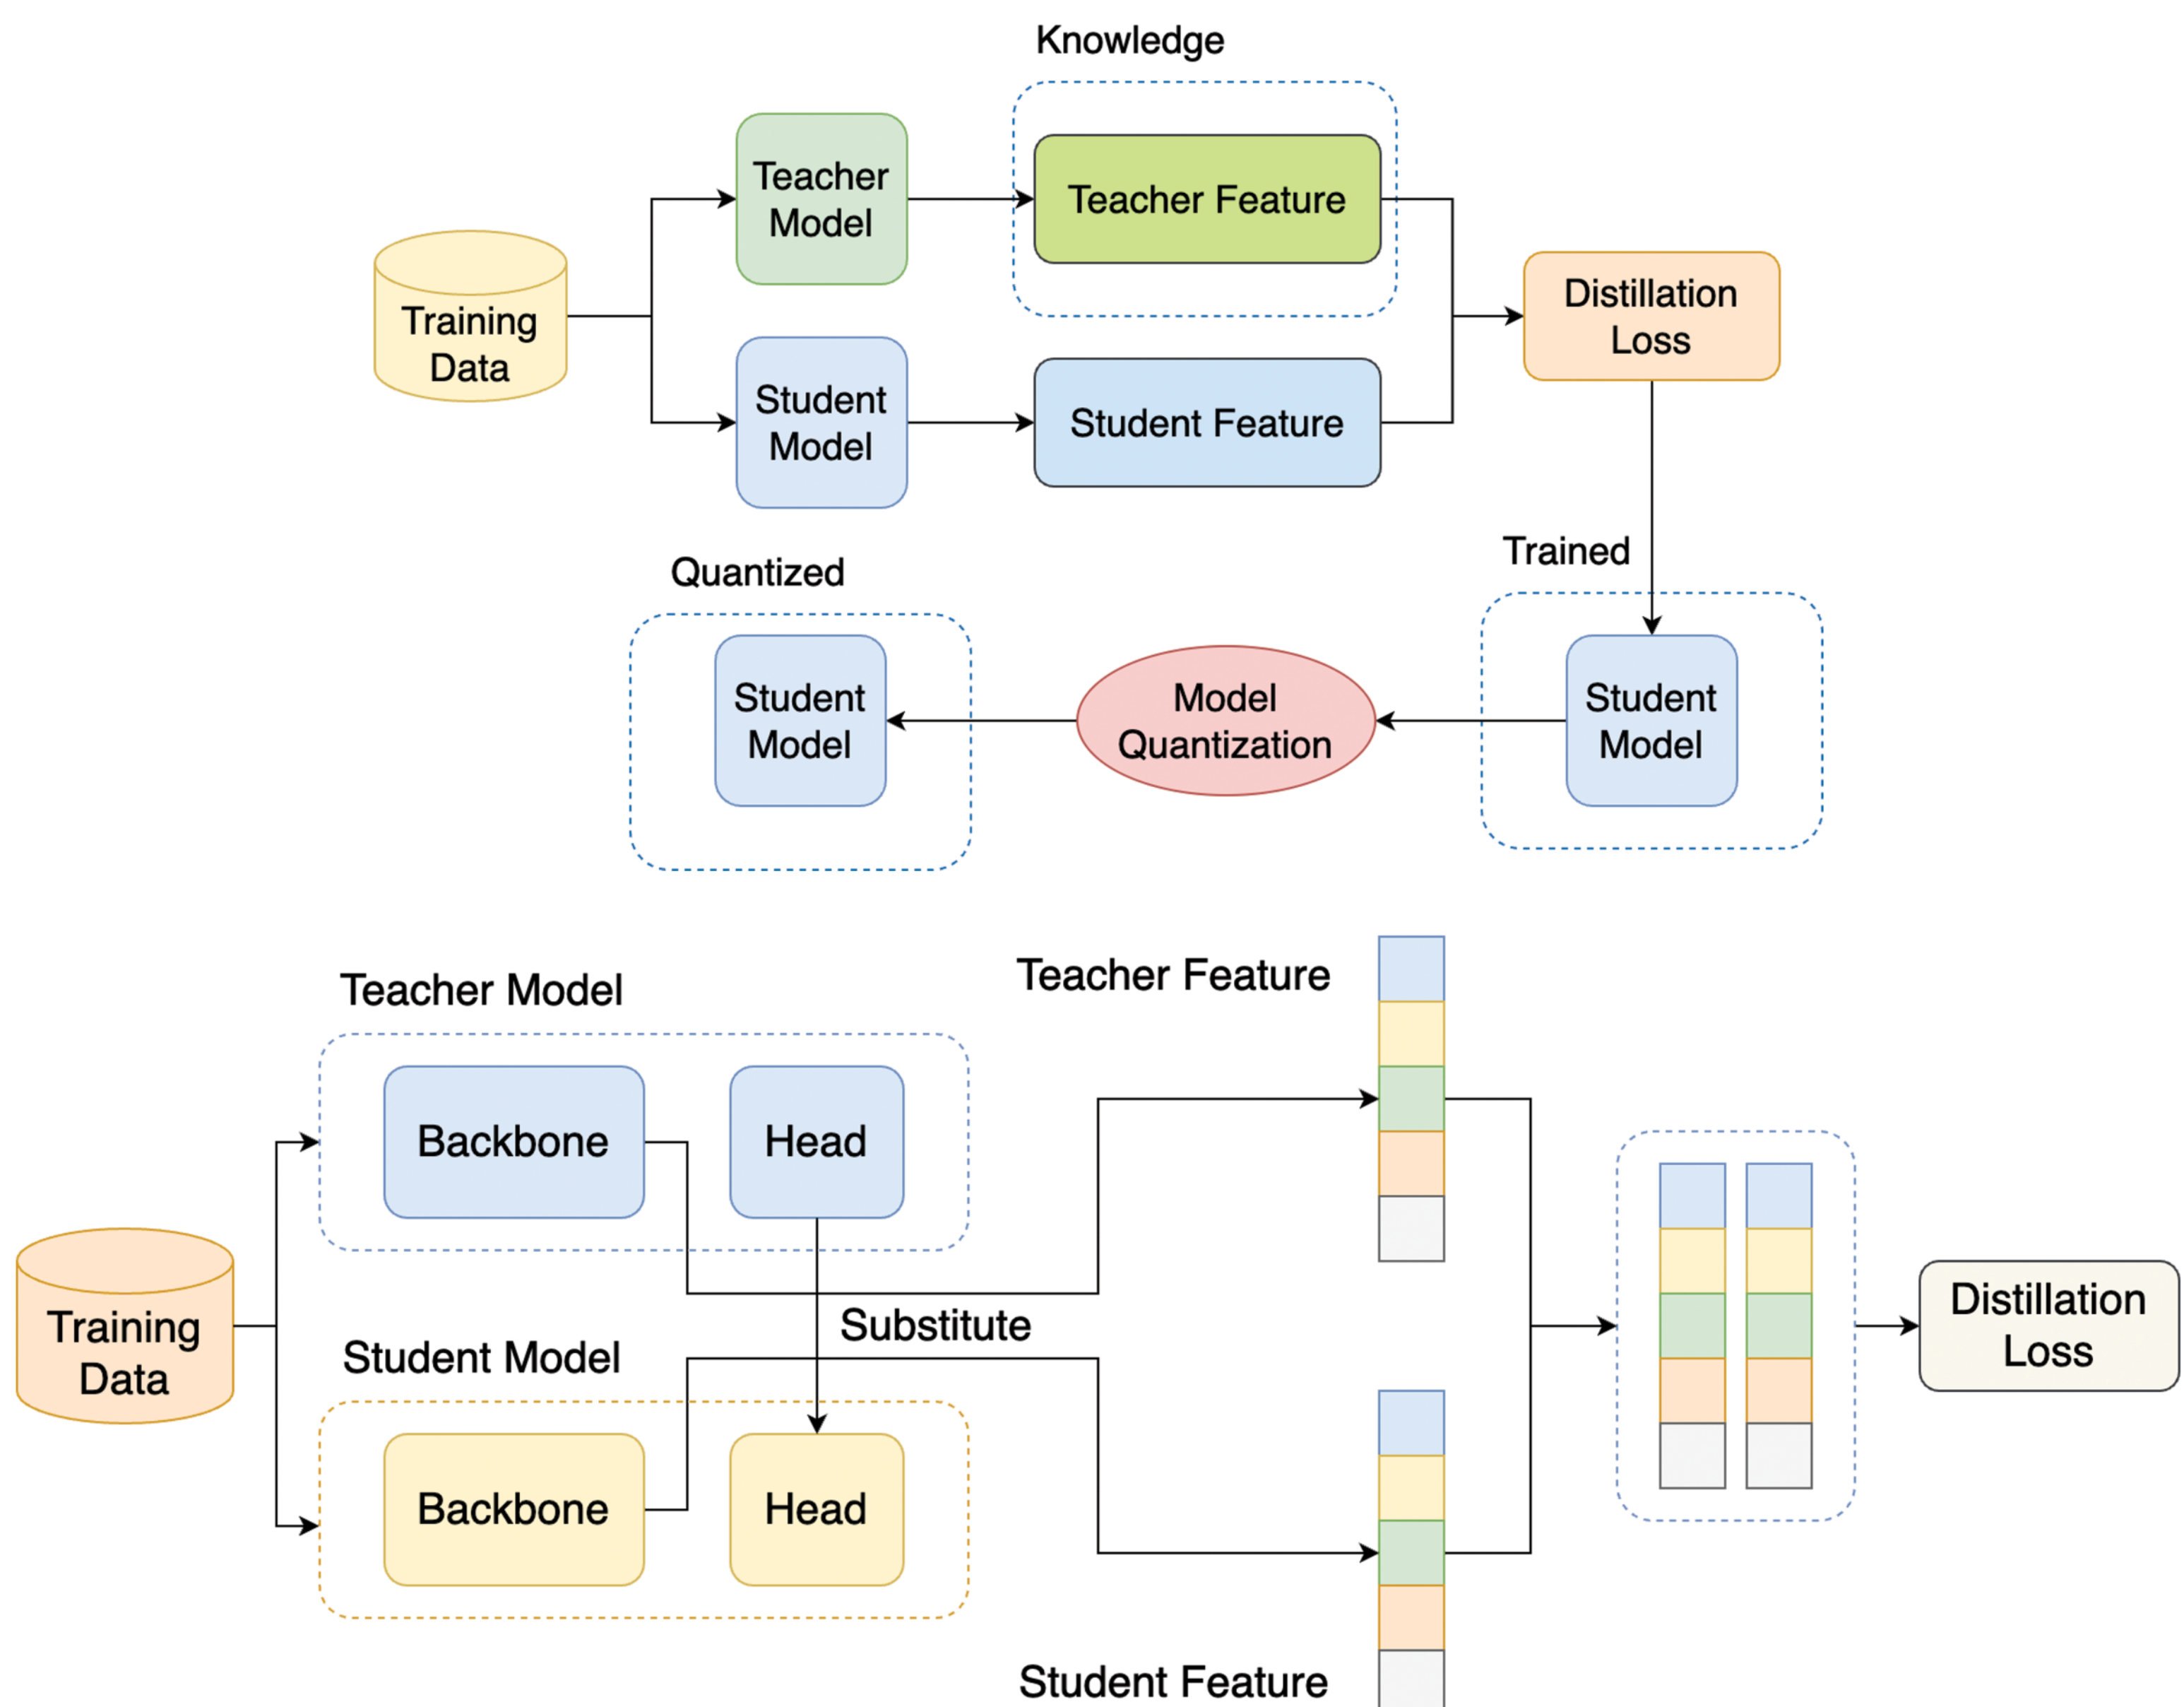 Knowledge
Teacher
Model
Teacher Feature
Training
Data
Distillation
Loss
Student
Model
Student Feature
Trained
Quantized
Student
Model
Model
Quantization
Student
Model
Teacher Feature
Teacher Model
Backbone
Head
Training
Data
Substitute
Student Model
Distillation
Loss
Backbone
Head
Student Feature